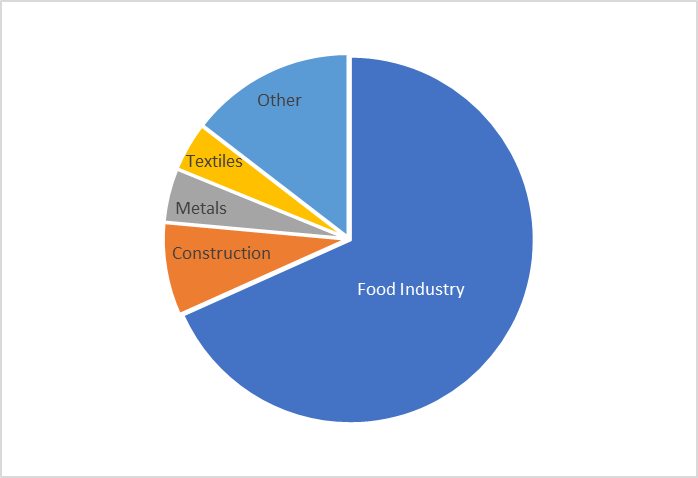 Other
Textiles
Metals
Construction
Food Industry